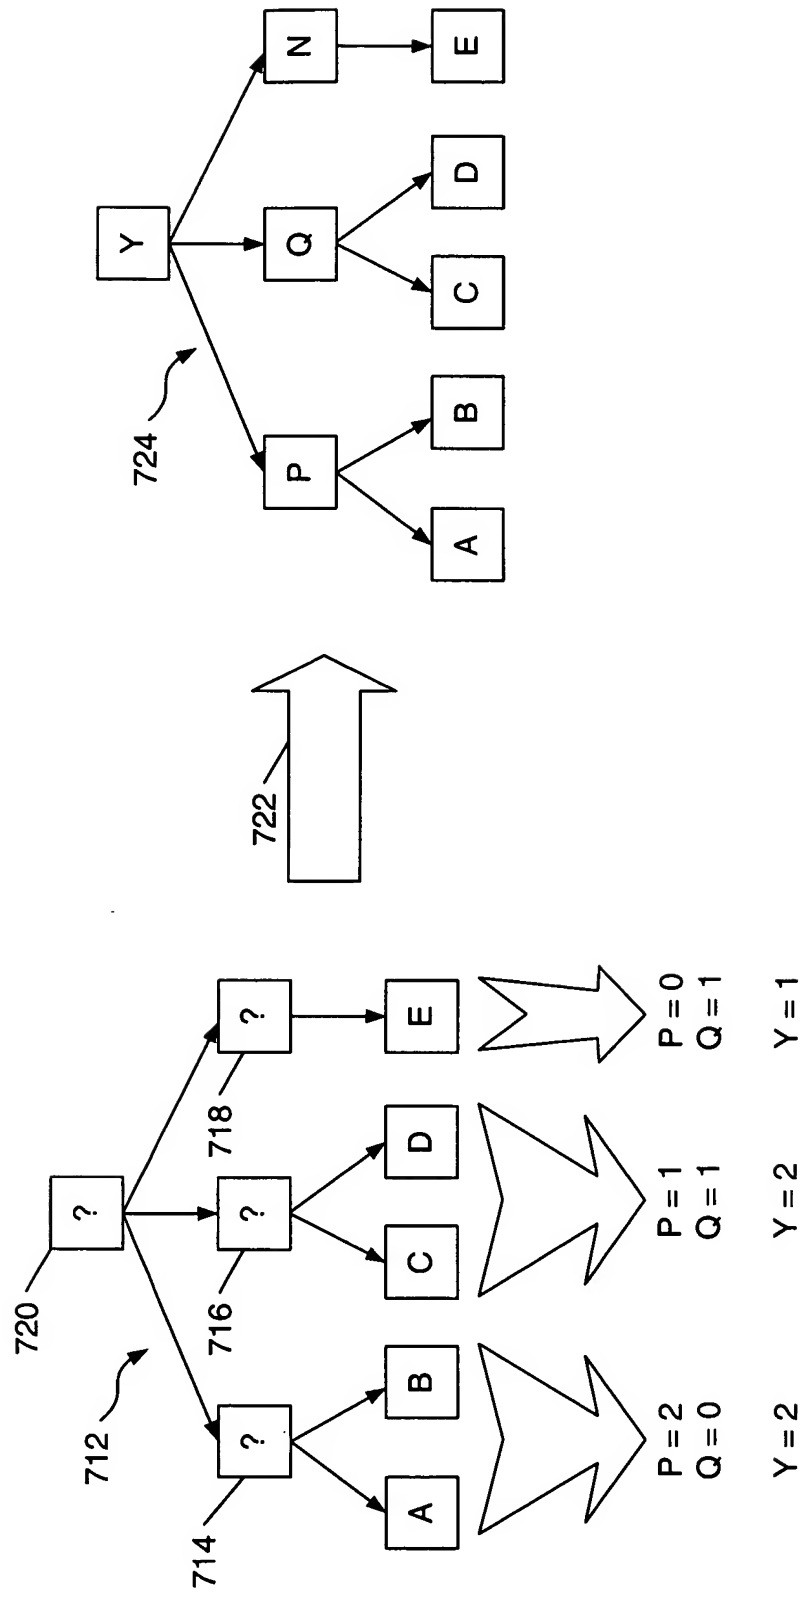 720
?
712
714
?
716
?
718
?
A
B
C
D
E
P = 2
Q = 0
Y = 2
P = 1
Q = 1
Y = 2
P = 0
Q = 1
Y = 1
722
724
Y
P
Q
N
A
B
C
D
E